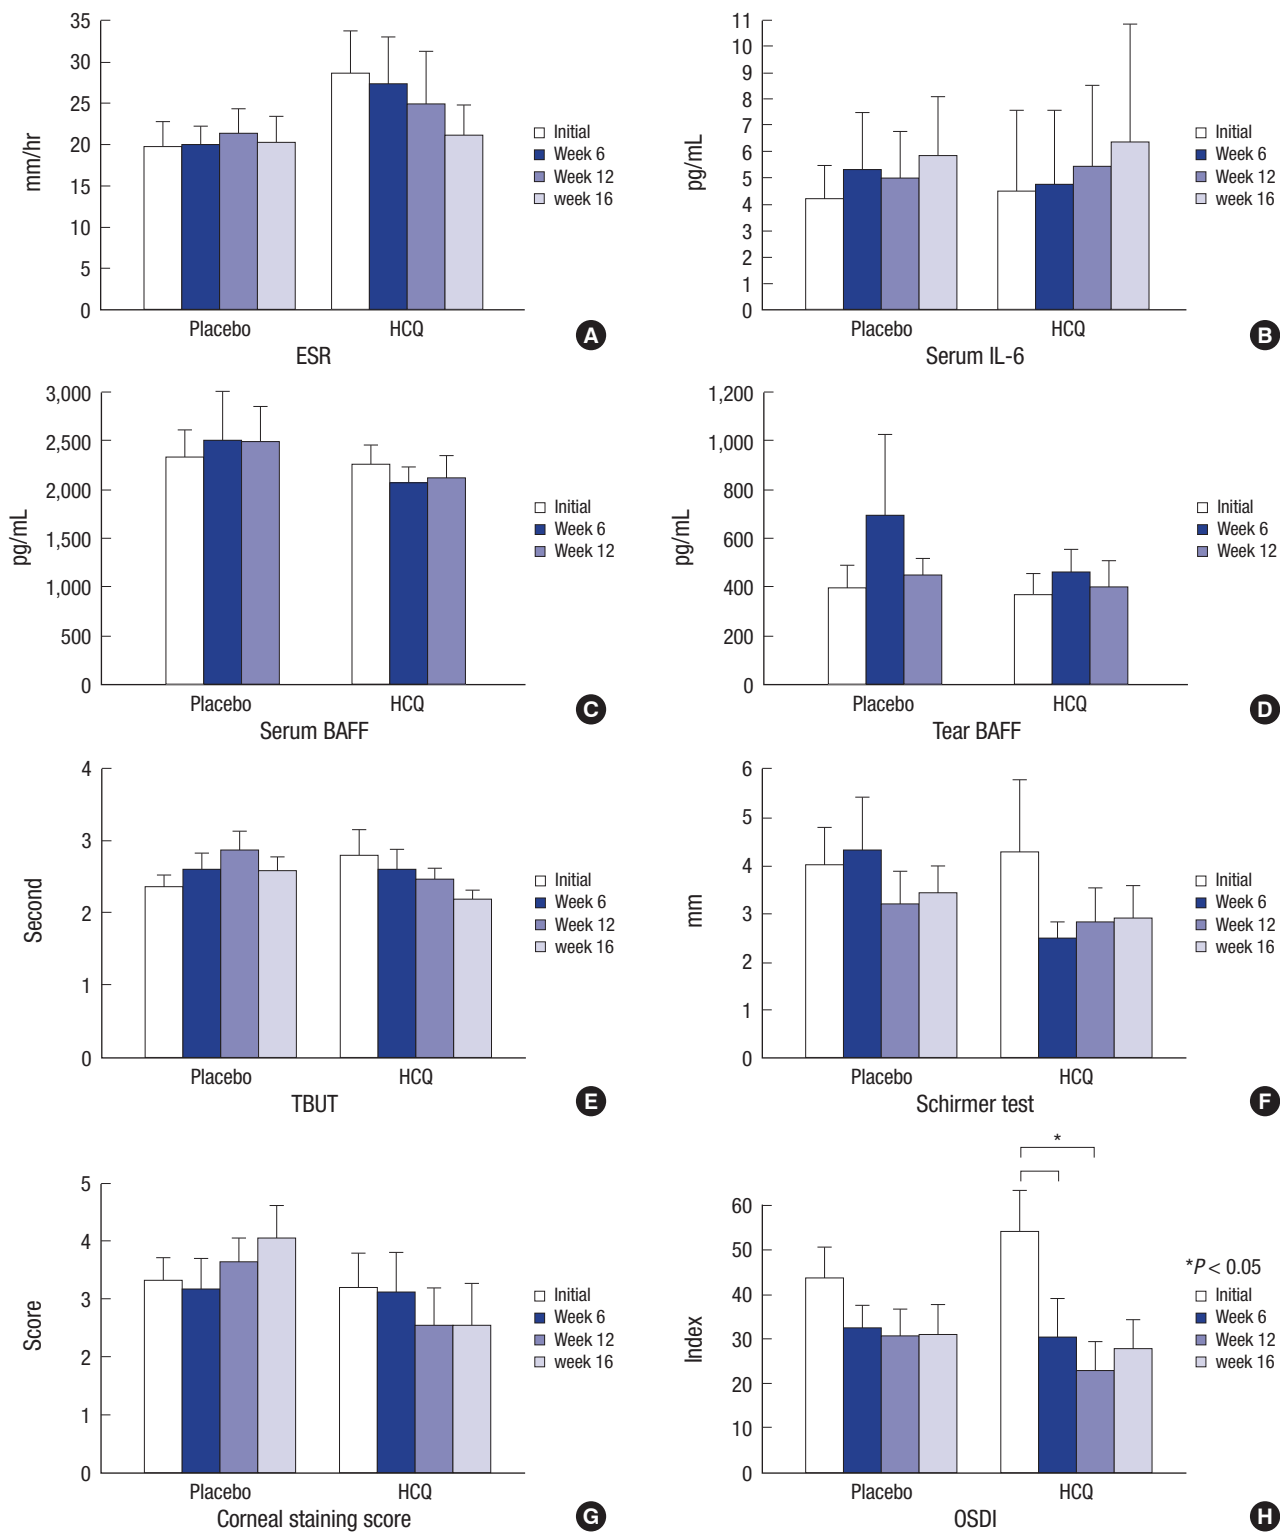 35
30
25
20
15
10
5
0
mm/hr
Initial
Week 6
Week 12
week 16
Placebo HCQ
ESR
A
11
10
9
8
7
6
5
4
3
2
1
0
pg/mL
Initial
Week 6
Week 12
week 16
Placebo HCQ
Serum IL-6
B
3,000
2,500
2,000
1,500
1,000
500
0
pg/mL
Initial
Week 6
Week 12
Placebo HCQ
Serum BAFF
C
1,200
1,000
800
600
400
200
0
pg/mL
Initial
Week 6
Week 12
Placebo HCQ
Tear BAFF
D
4
3
2
1
0
Second
Initial
Week 6
Week 12
week 16
Placebo HCQ
TBUT
E
6
5
4
3
2
1
0
mm
Initial
Week 6
Week 12
week 16
Placebo HCQ
Schirmer test
F
5
4
3
2
1
0
Score
Initial
Week 6
Week 12
week 16
Placebo HCQ
Corneal staining score
G
*
60
50
40
30
20
10
0
Index
*P < 0.05
Initial
Week 6
Week 12
week 16
Placebo HCQ
OSDI
H